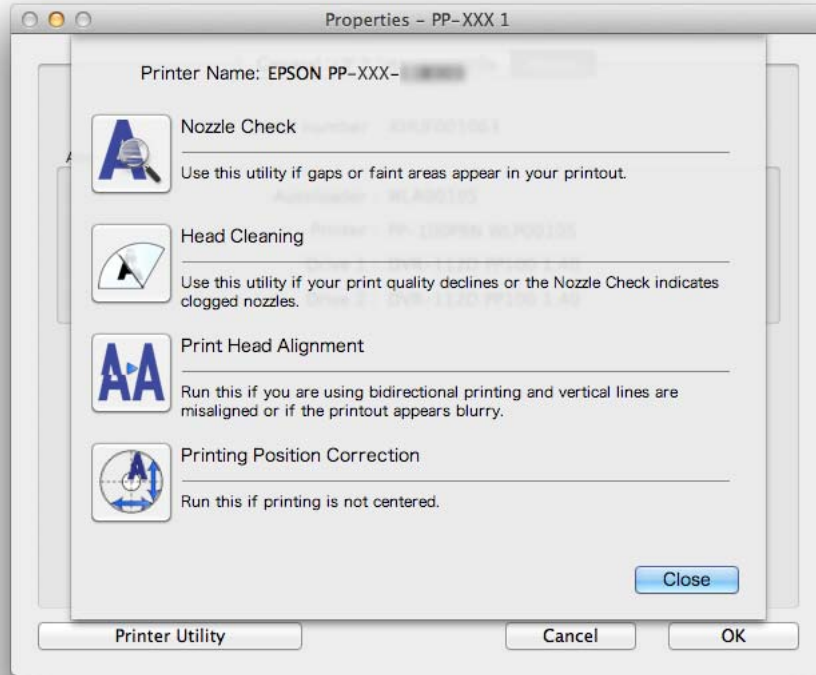 Properties - PP-XXX 1
Printer Name: EPSON PP-XXX-
Nozzle Check
Use this utility if gaps or faint areas appear in your printout.
Head Cleaning
Use this utility if your print quality declines or the Nozzle Check indicates
clogged nozzles.
Print Head Alignment
Run this if you are using bidirectional printing and vertical lines are
misaligned or if the printout appears blurry.
Printing Position Correction
Run this if printing is not centered.
Close
Printer Utility
Cancel
OK